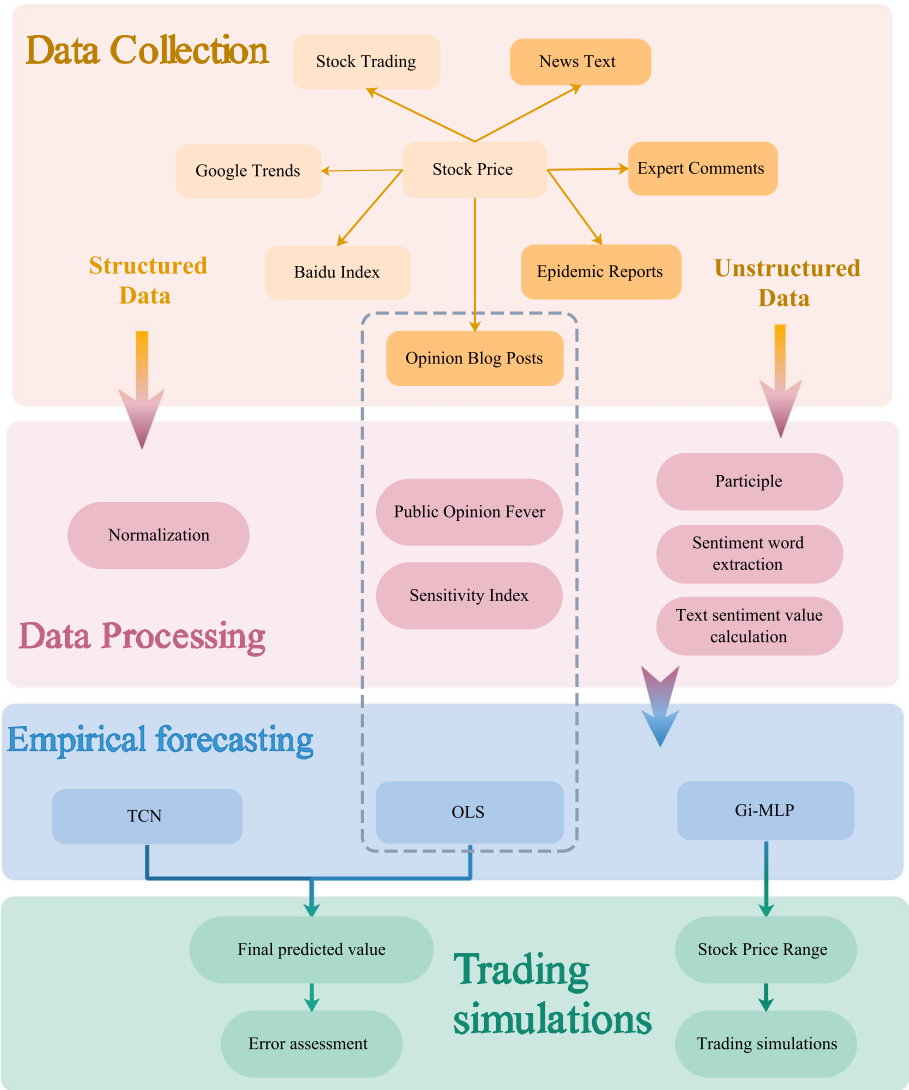 Data Collection
Stock Trading
News Text
Google Trends
Stock Price
Expert Comments
Structured
Data
Baidu Index
Epidemic Reports
Unstructured
Data
Opinion Blog Posts
Participle
Public Opinion Fever
Normalization
Sentiment word
extraction
Sensitivity Index
Text sentiment value
calculation
Data Processing
Empirical forecasting
TCN
OLS
Gi-MLP
Final predicted value
Stock Price Range
Trading
simulations
Error assessment
Trading simulations